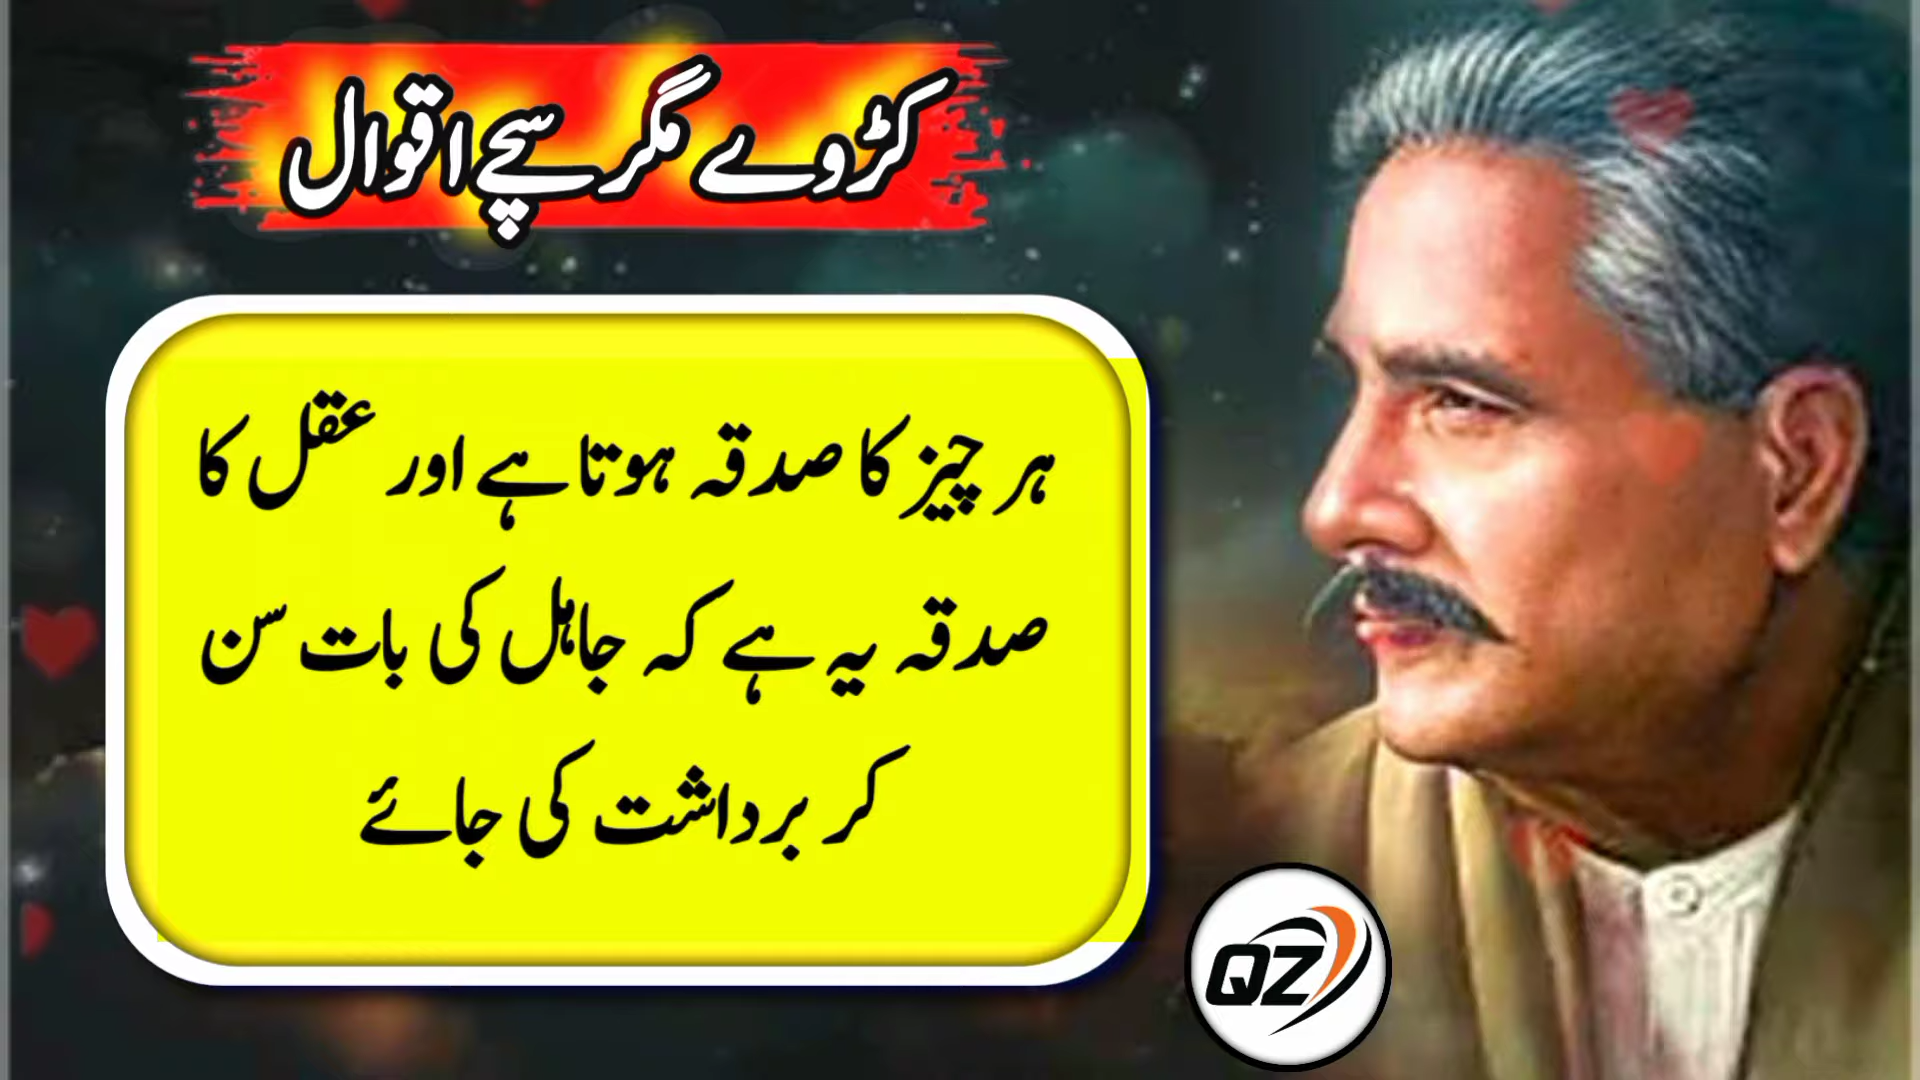 کڑوے مگر سچے اقوال
ہر چیز کا صدقہ ہوتا ہے اور عقل کا
صدقہ یہ ہے کہ جاہل کی بات سن
کر برداشت کی جائے
QZ